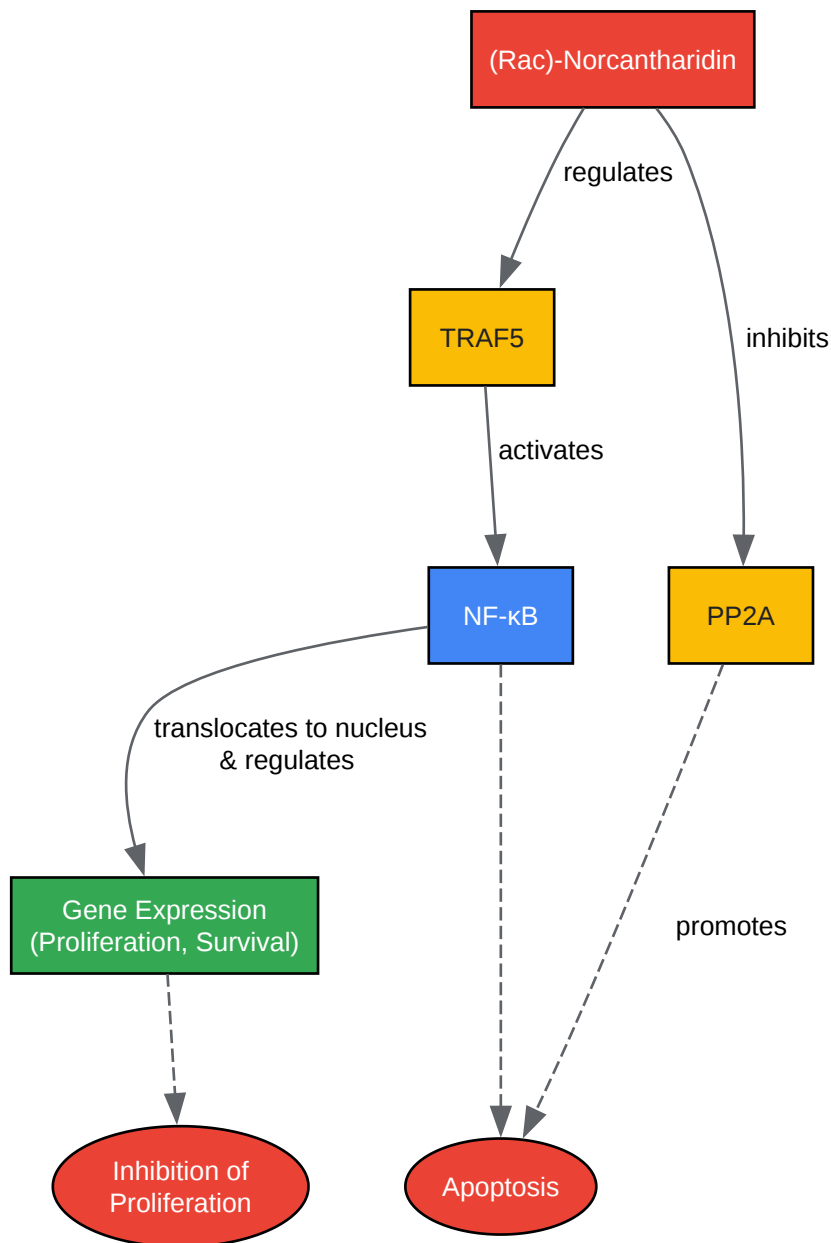 (Rac)-Norcantharidin
regulates
TRAF5
inhibits
activates
NF-κB
PP2A
translocates to nucleus
& regulates
Gene Expression
(Proliferation, Survival)
promotes
Inhibition of
Proliferation
Apoptosis